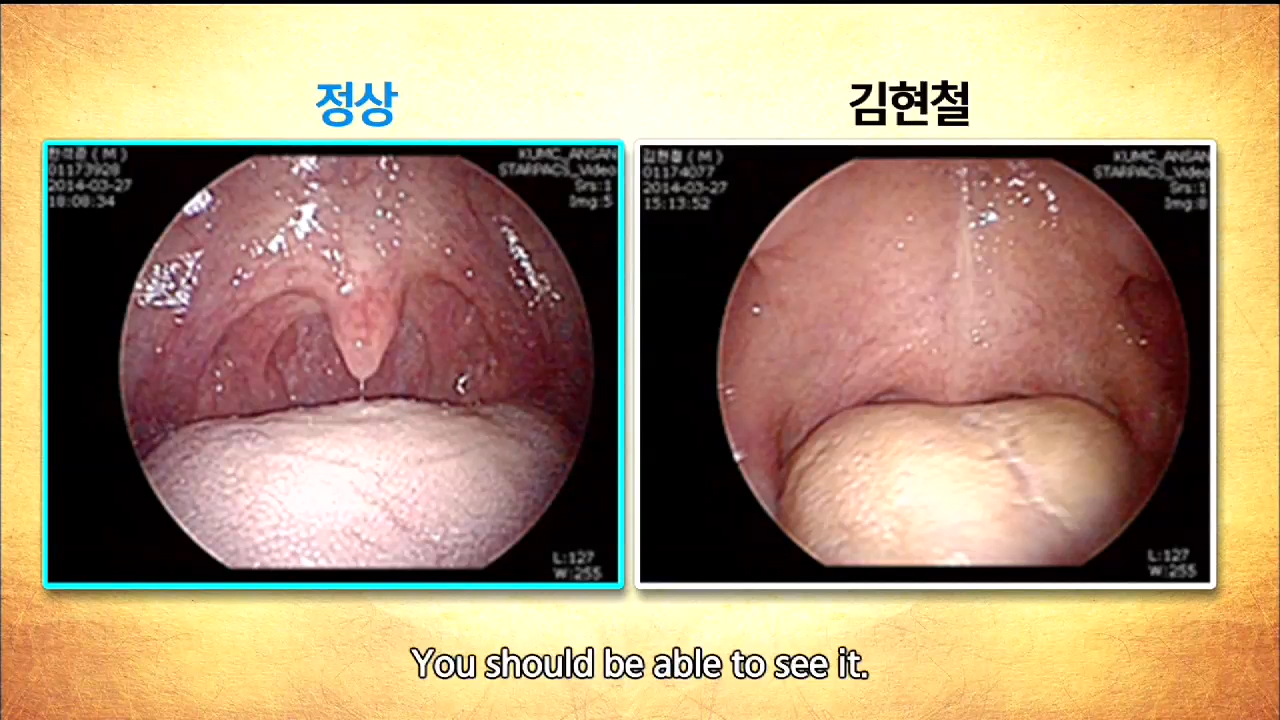 정상
김현철
(M)
01173928
2014-03-27
18:08:34
KUMC_ANSAN
STARPACS_Video
Srs:1
Img:5
L:127
W:255
김현철 (M)
01174077
2014-03-27
15:13:52
KUMC_ANSAN
STARPACS_Video
Srs:1
Img:8
L:127
W:255
You should be able to see it.